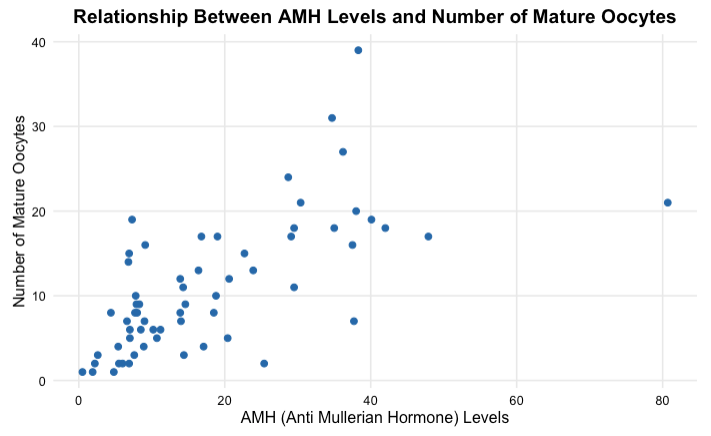 Relationship Between AMH Levels and Number of Mature Oocytes
Number of Mature Oocytes
40
30
20
10
0
0 20 40 60 80
AMH (Anti Mullerian Hormone) Levels